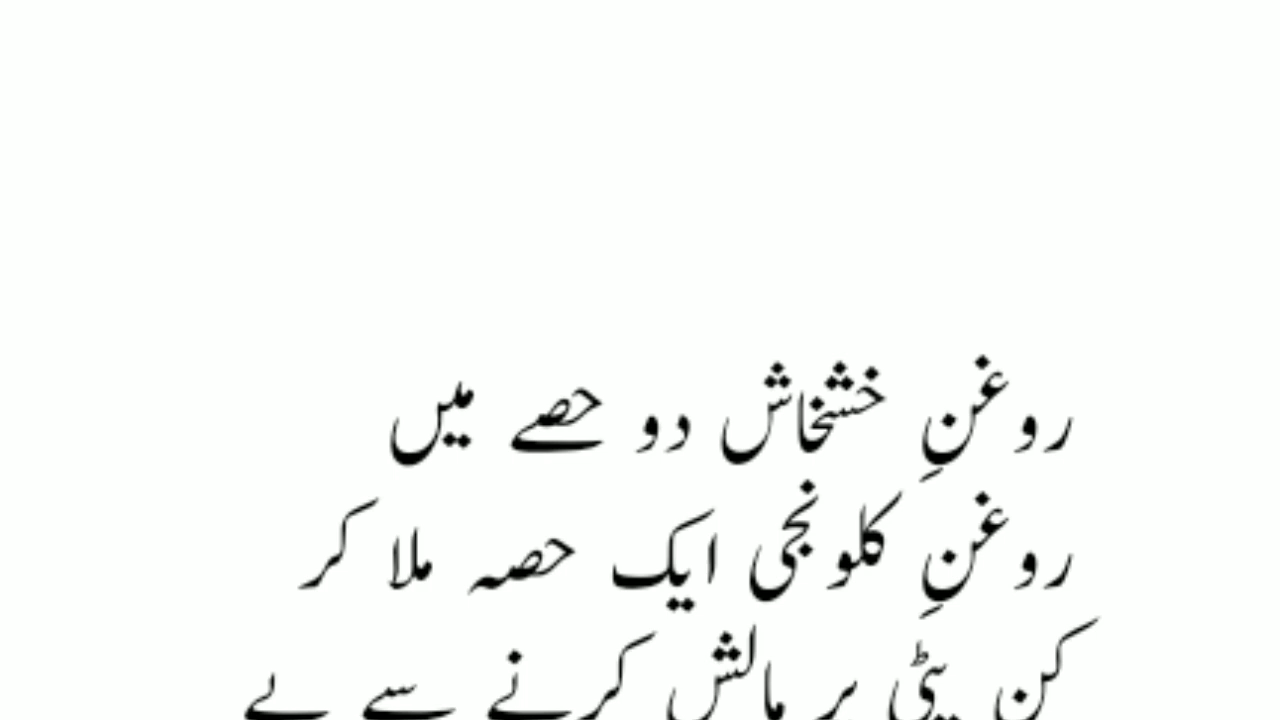 روغنِ خشخاش دو حصے میں
روغنِ کلونجی ایک حصہ ملا کر
کن پٹی پر مالش کرنے سے